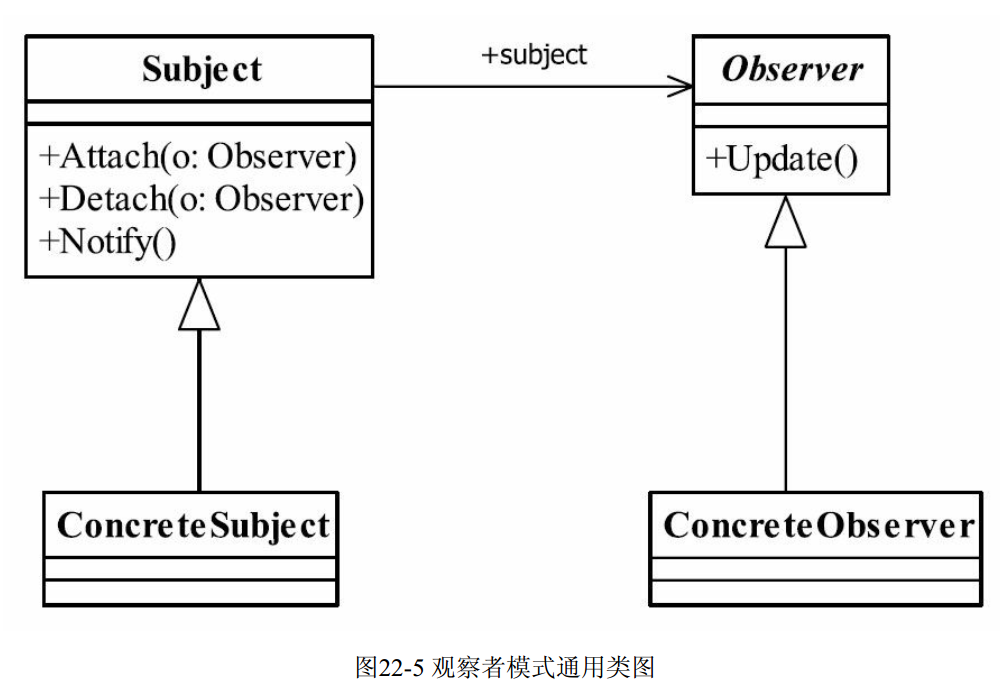 Subject
+Attach(o: Observer)
+Detach(o: Observer)
+Notify()
+subject
Observer
+Update()
ConcreteSubject
ConcreteObserver
图22-5 观察者模式通用类图